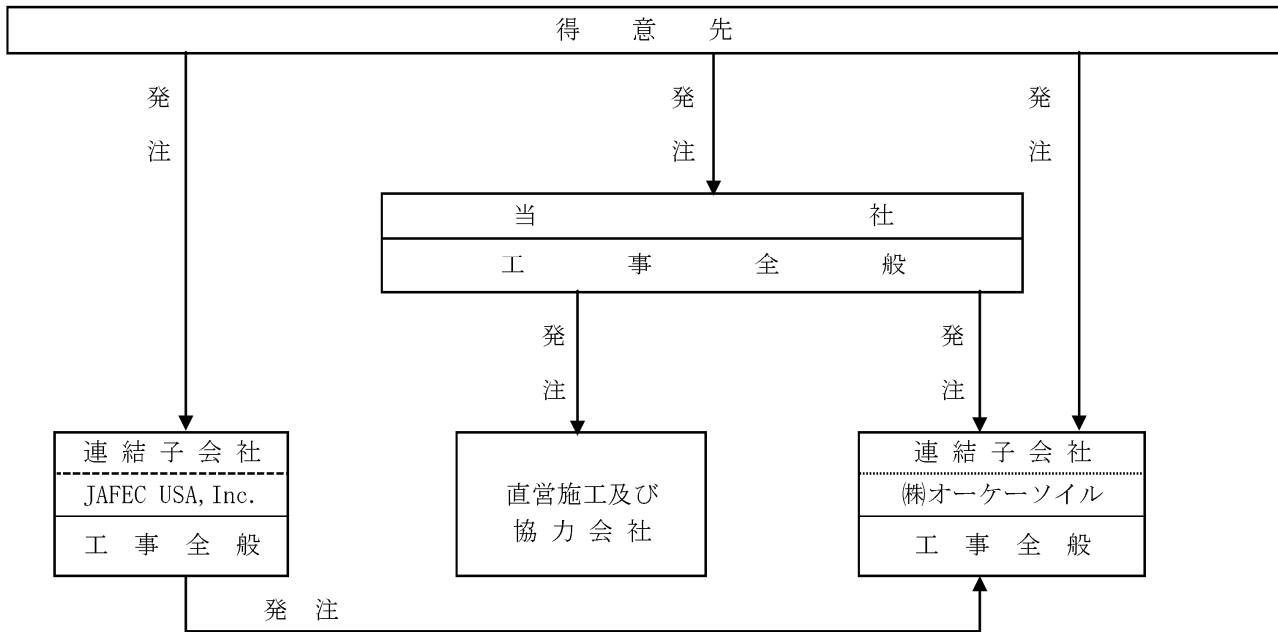 得意先
発注
発注
発注
当社
工事全般
発注
発注
連結子会社
JAFEC USA, Inc.
工事全般
直営施工及び
協力会社
連結子会社
㈱オーケーソイル
工事全般
発注